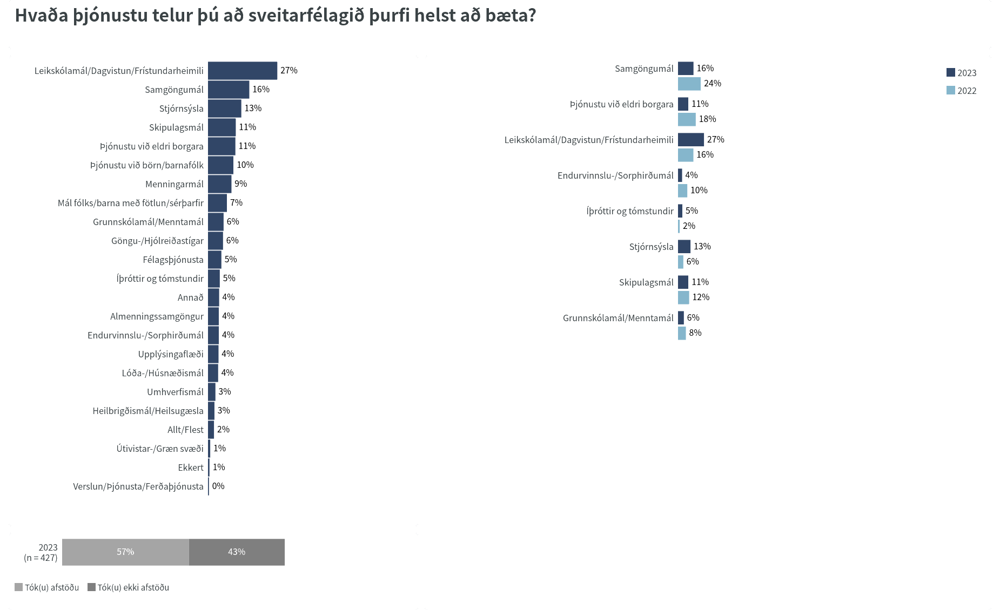 Hvaða þjónustu telur þú að sveitarfélagið þurfi helst að bæta?
Leikskólamál/Dagvistun/Frístundarheimili 27%
Samgöngumál 16%
Stjórnsýsla 13%
Skipulagsmál 11%
Þjónustu við eldri borgara 11%
Þjónustu við börn/barnafólk 10%
Menningarmál 9%
Mál fólks/barna með fötlun/sérþarfir 7%
Grunnskólamál/Menntamál 6%
Göngu-/Hjólreiðastígar 6%
Félagsþjónusta 5%
Íþróttir og tómstundir 5%
Annað 4%
Almenningssamgöngur 4%
Endurvinnslu-/Sorphirðumál 4%
Upplýsingaflæði 4%
Lóða-/Húsnæðismál 4%
Umhverfismál 3%
Heilbrigðismál/Heilsugæsla 3%
Allt/Flest 2%
Útivistar-/Græn svæði 1%
Ekkert 1%
Verslun/Þjónusta/Ferðaþjónusta 0%
2023
(n = 427)
57% 43%
Tók(u) afstöðu Tók(u) ekki afstöðu
Samgöngumál 16%
24%
Þjónustu við eldri borgara 11%
18%
Leikskólamál/Dagvistun/Frístundarheimili 27%
16%
Endurvinnslu-/Sorphirðumál 4%
10%
Íþróttir og tómstundir 5%
2%
Stjórnsýsla 13%
6%
Skipulagsmál 11%
12%
Grunnskólamál/Menntamál 6%
8%
2023
2022